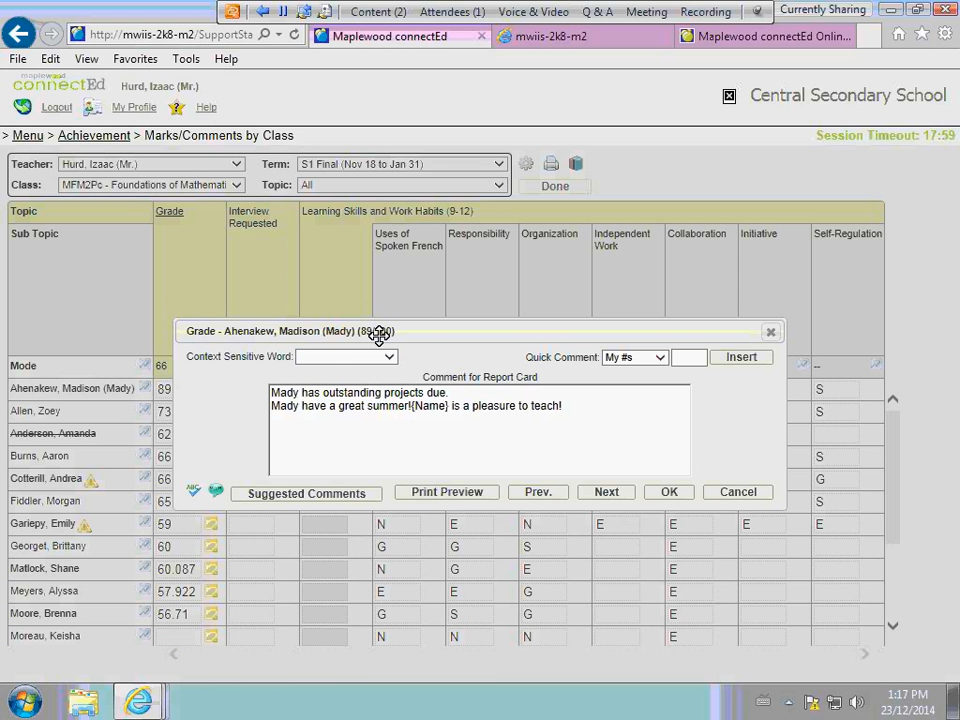 Content (2) Attendees (1) Voice & Video Q & A Meeting Recording Currently Sharing
http://mwiis-2k8-m2/SupportSta Maplewood connectEd mwiis-2k8-m2 Maplewood connectEd Onlin...
File Edit View Favorites Tools Help
maplewood
connectEd Hurd, Izaac (Mr.)
Logout My Profile Help
Central Secondary School
> Menu > Achievement > Marks/Comments by Class
Session Timeout: 17:59
Teacher: Hurd, Izaac (Mr.) Term: S1 Final (Nov 18 to Jan 31)
Class: MFM2Pc - Foundations of Mathemati Topic: All
Done
Topic Grade Interview Requested Learning Skills and Work Habits (9-12)
Sub Topic Uses of Spoken French Responsibility Organization Independent Work Collaboration Initiative Self-Regulation
Grade - Ahenakew, Madison (Mady)
Context Sensitive Word: Quick Comment: My #s Insert
Comment for Report Card
Mady has outstanding projects due.
Mady have a great summer!{Name} is a pleasure to teach!
ABC Suggested Comments Print Preview Prev. Next OK Cancel
Mode 66 --
Ahenakew, Madison (Mady) 89 S
Allen, Zoey 73 S
Anderson, Amanda 62
Burns, Aaron 66 S
Cotterill, Andrea 66 G
Fiddler, Morgan 65 S
Gariepy, Emily 59 N E N E E E E
Georget, Brittany 60 G G S E
Matlock, Shane 60.087 N G E E
Meyers, Alyssa 57.922 E E G E
Moore, Brenna 56.71 G S G E
Moreau, Keisha N N N E
1:17 PM
23/12/2014